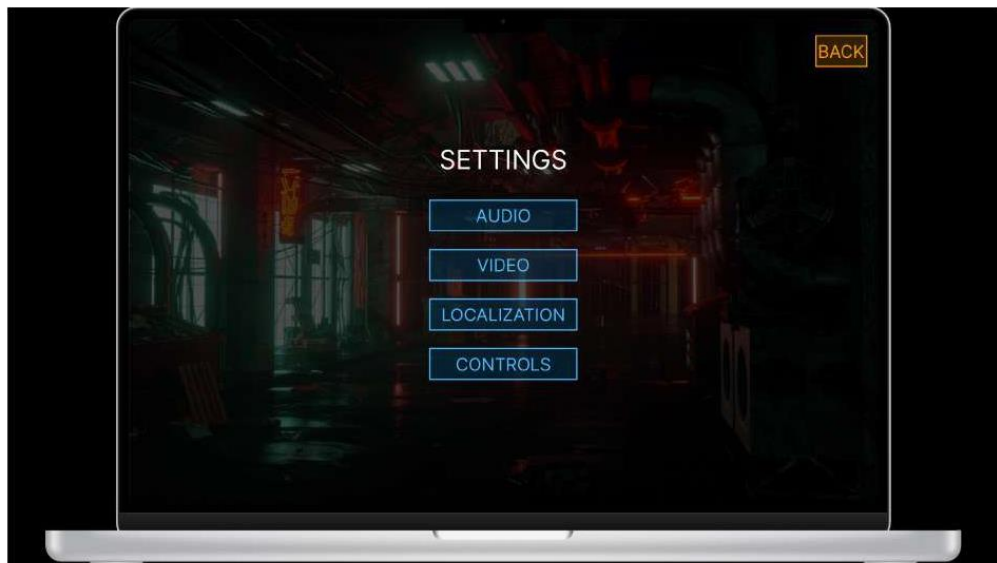 BACK
SETTINGS
AUDIO
VIDEO
LOCALIZATION
CONTROLS